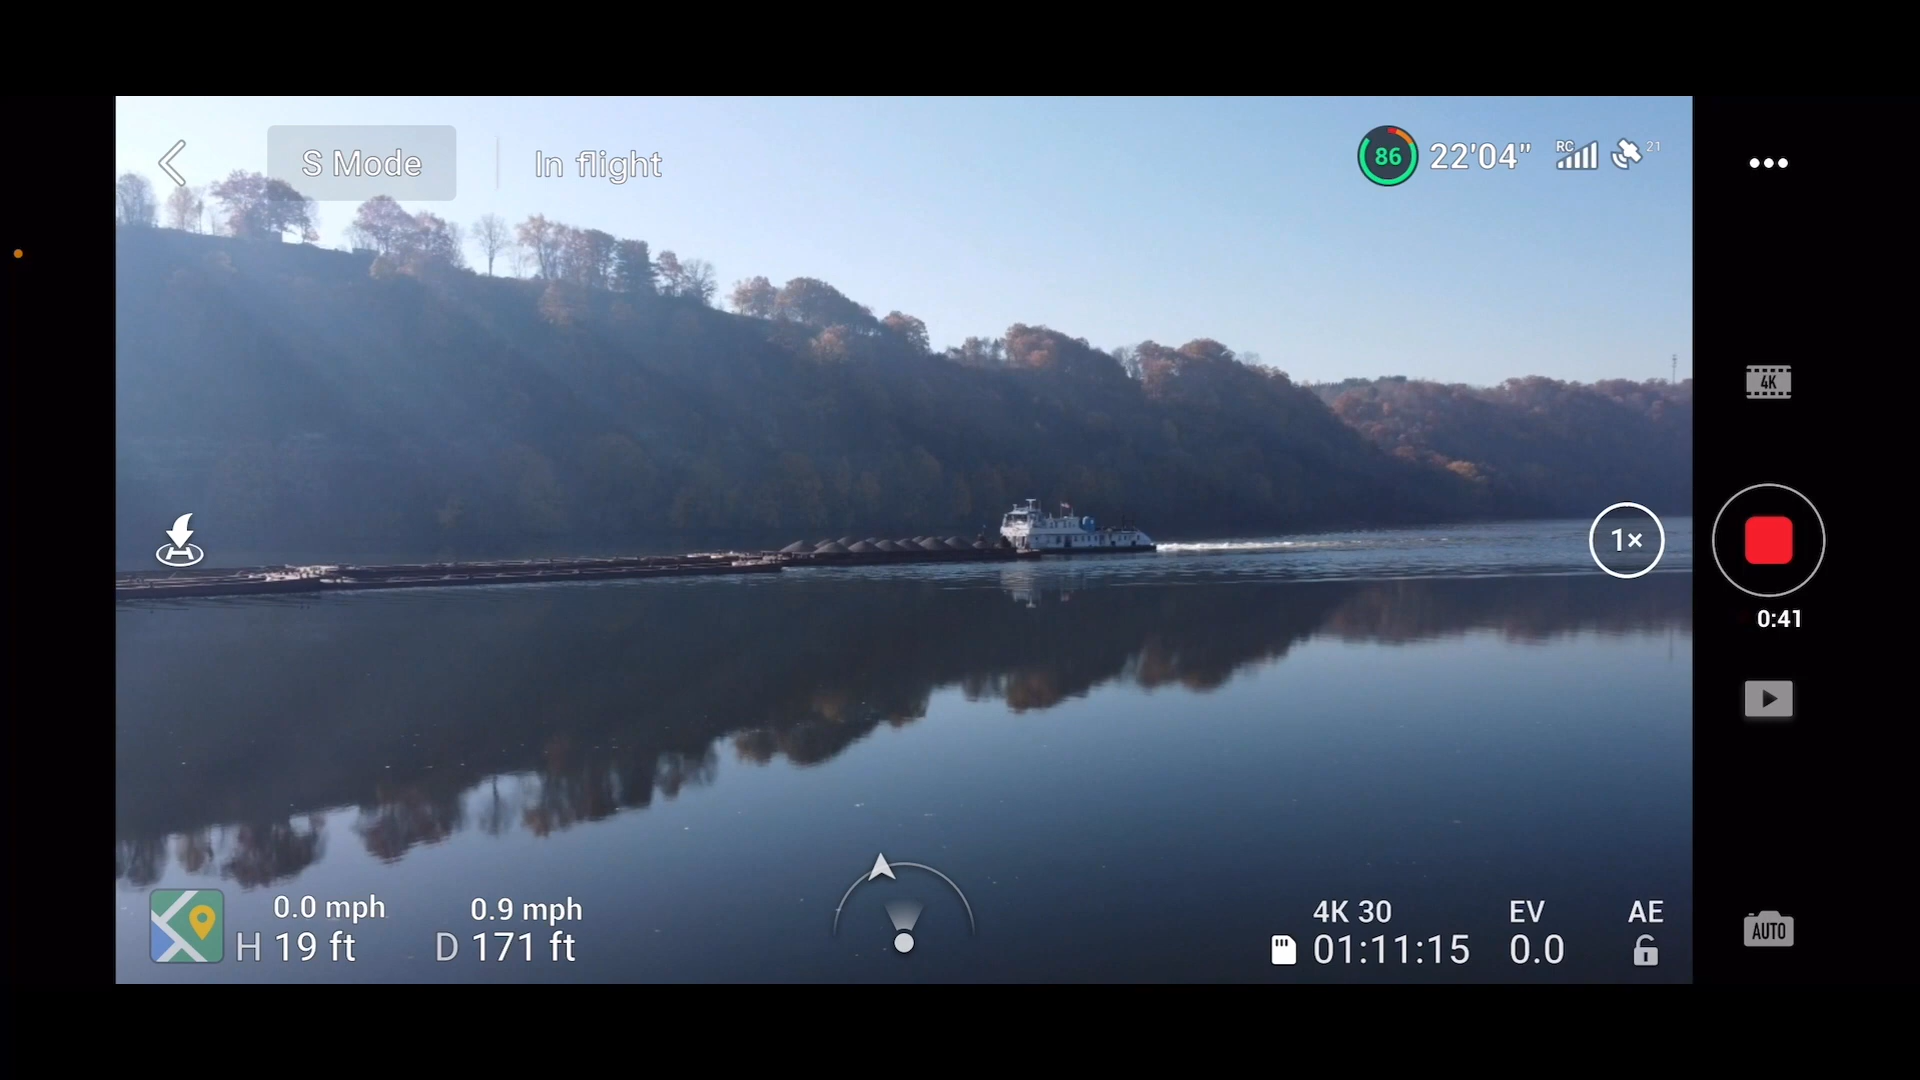 S Mode
In flight
86
22'04"
RC
21
4K
1×
0:41
0.0 mph
0.9 mph
H 19 ft
D 171 ft
4K 30
EV
AE
01:11:15
0.0
AUTO